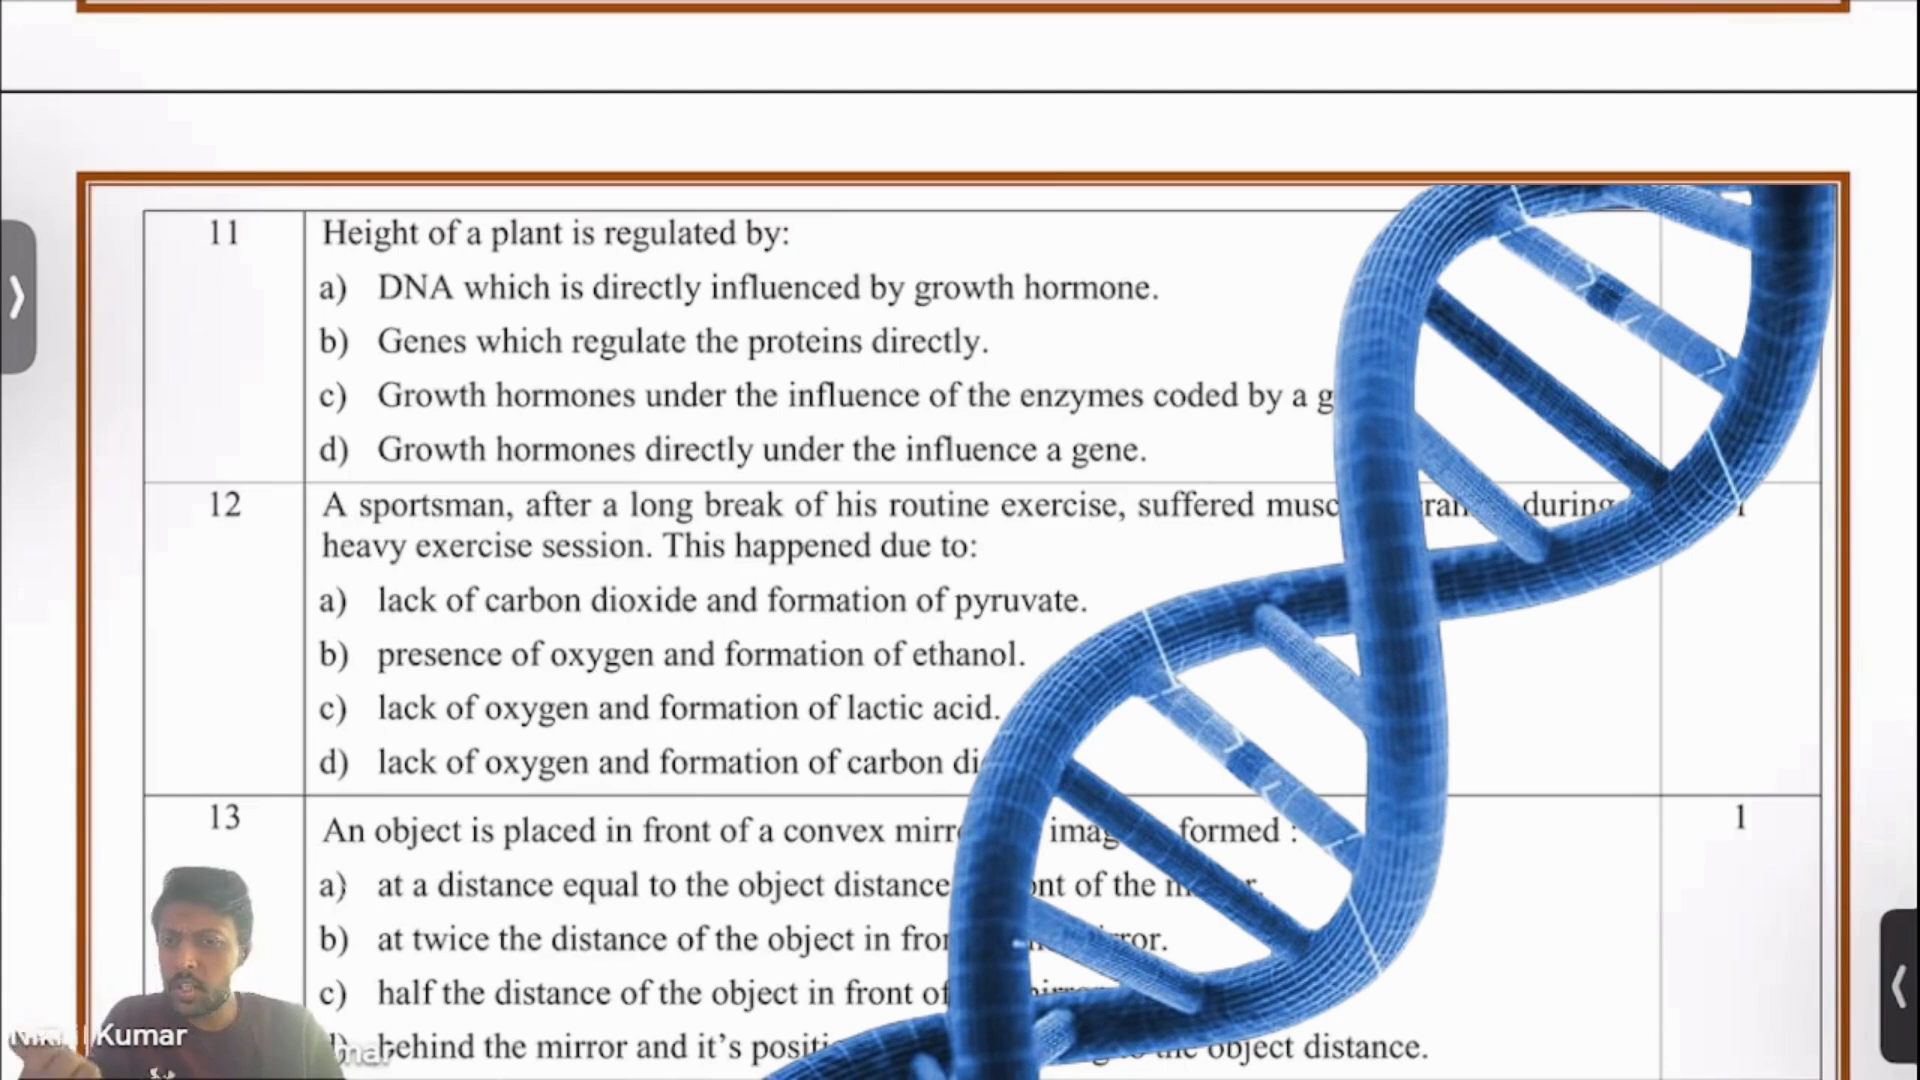 11 Height of a plant is regulated by:
a) DNA which is directly influenced by growth hormone.
b) Genes which regulate the proteins directly.
c) Growth hormones under the influence of the enzymes coded by a
d) Growth hormones directly under the influence a gene.
12 A sportsman, after a long break of his routine exercise, suffered during
heavy exercise session. This happened due to:
a) lack of carbon dioxide and formation of pyruvate.
b) presence of oxygen and formation of ethanol.
c) lack of oxygen and formation of lactic acid.
d) lack of oxygen and formation of carbon
13 An object is placed in front of a convex formed : 1
a) at a distance equal to the object distance of the
b) at twice the distance of the object in
c) half the distance of the object in front of
behind the mirror and it's the object distance.
Kumar